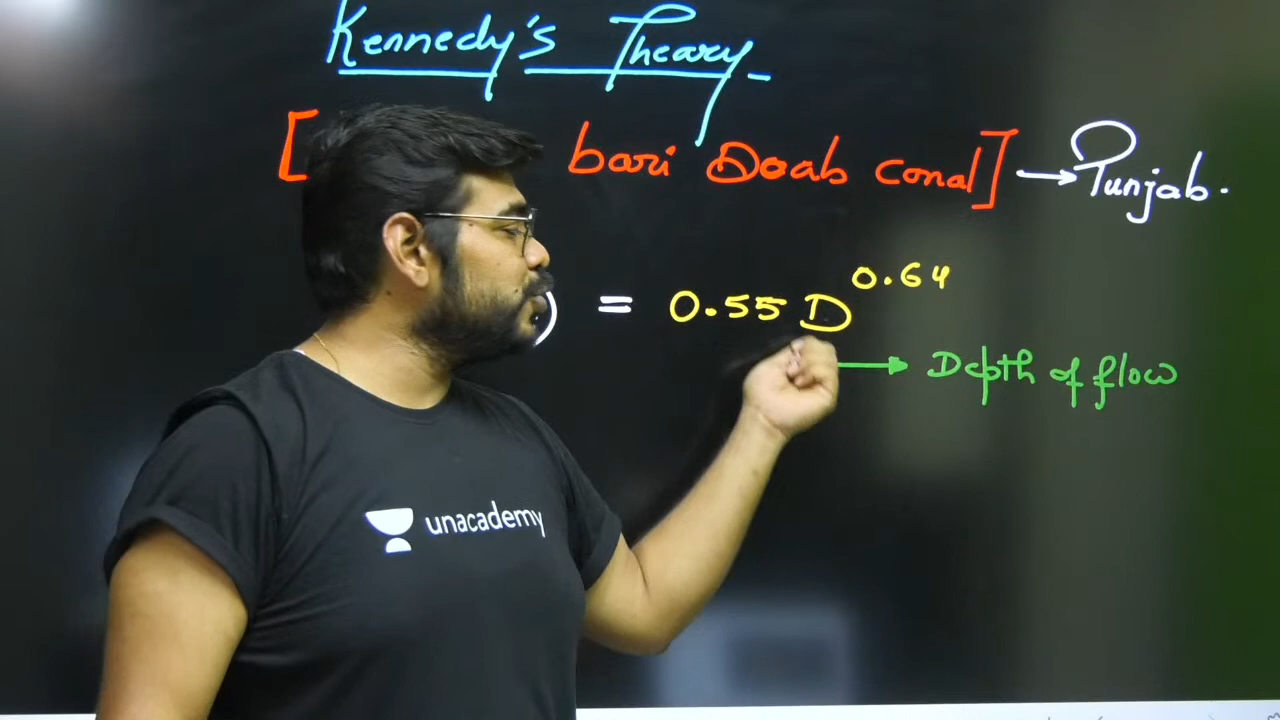 Kennedy's Theory
[ bari Doab canal] → Punjab.
) = 0.55 D^0.64
→ Depth of flow
unacademy